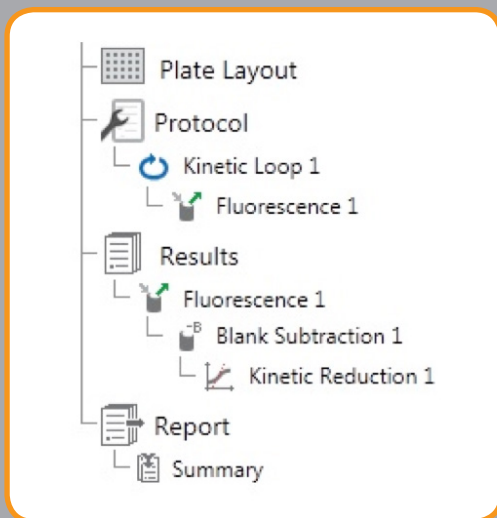 Plate Layout
Protocol
Kinetic Loop 1
Fluorescence 1
Results
Fluorescence 1
-B
Blank Subtraction 1
Kinetic Reduction 1
Report
Summary